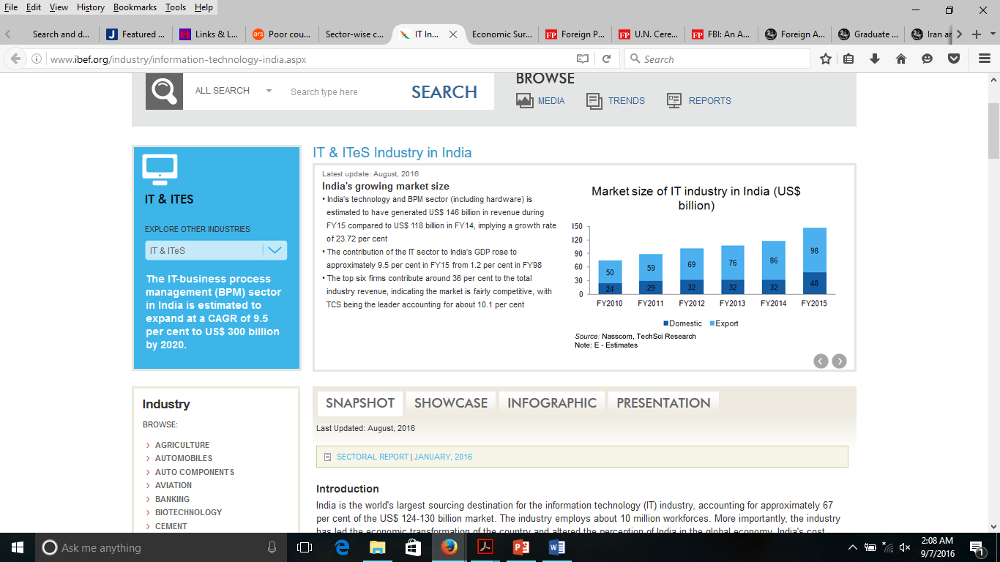 File Edit View History Bookmarks Tools Help
Search and d...
J Featured ...
Links & L...
ars Poor cou...
Sector-wise c...
IT In...
Economic Sur...
FP Foreign P...
FP U.N. Cere...
FP FBI: An A...
Foreign A...
Graduate ...
Iran an
www.ibef.org/industry/information-technology-india.aspx
Search
ALL SEARCH
Search type here
SEARCH
BROWSE
MEDIA
TRENDS
REPORTS
IT & ITES
EXPLORE OTHER INDUSTRIES
IT & ITeS
The IT-business process
management (BPM) sector
in India is estimated to
expand at a CAGR of 9.5
per cent to US$ 300 billion
by 2020.
IT & ITeS Industry in India
Latest update: August, 2016
India's growing market size
• India's technology and BPM sector (including hardware) is
estimated to have generated US$ 146 billion in revenue during
FY15 compared to US$ 118 billion in FY14, implying a growth rate
of 23.72 per cent
• The contribution of the IT sector to India's GDP rose to
approximately 9.5 per cent in FY15 from 1.2 per cent in FY98
• The top six firms contribute around 36 per cent to the total
industry revenue, indicating the market is fairly competitive, with
TCS being the leader accounting for about 10.1 per cent
Market size of IT industry in India (US$
billion)
150
120
90
60
30
0
50 59 69 76 86 98
24 29 32 32 32 48
FY2010 FY2011 FY2012 FY2013 FY2014 FY2015
Domestic Export
Source: Nasscom, TechSci Research
Note: E - Estimates
Industry
BROWSE:
AGRICULTURE
AUTOMOBILES
AUTO COMPONENTS
AVIATION
BANKING
BIOTECHNOLOGY
CEMENT
SNAPSHOT SHOWCASE INFOGRAPHIC PRESENTATION
Last Updated: August, 2016
SECTORAL REPORT | JANUARY, 2016
Introduction
India is the world's largest sourcing destination for the information technology (IT) industry, accounting for approximately 67
per cent of the US$ 124-130 billion market. The industry employs about 10 million workforces. More importantly, the industry
has led the economic transformation of the country and altered the perception of India in the global economy. India's cost
Ask me anything
2:08 AM
9/7/2016
1